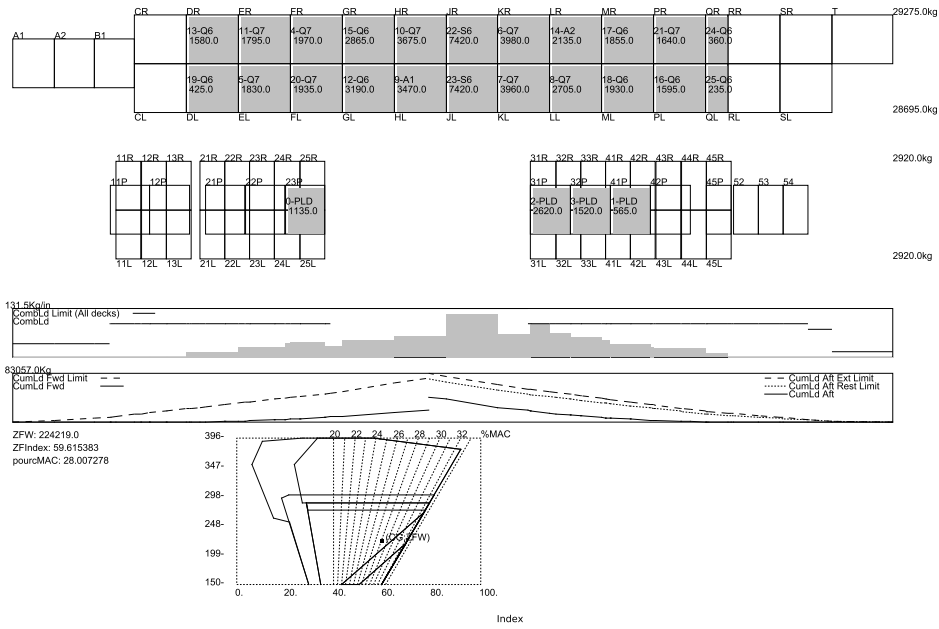 CR DR ER FR GR HR JR KR LR MR PR QR RR SR T 29275.0kg
A1 A2 B1
13-Q6 11-Q7 4-Q7 15-Q6 10-Q7 22-S6 6-Q7 14-A2 17-Q6 21-Q7 24-Q6
1580.0 1795.0 1970.0 2865.0 3675.0 7420.0 3980.0 2135.0 1855.0 1640.0 360.0
19-Q6 5-Q7 20-Q7 12-Q6 9-A1 23-S6 7-Q7 8-Q7 18-Q6 16-Q6 25-Q6
425.0 1830.0 1935.0 3190.0 3470.0 7420.0 3960.0 2705.0 1930.0 1595.0 235.0
28695.0kg
CL DL EL FL GL HL JL KL LL ML PL QL RL SL
11R 12R 13R 21R 22R 23R 24R 25R 31R 32R 33R 41R 42R 43R 44R 45R 2920.0kg
11P 12P 21P 22P 23P 31P 32P 41P 42P 45P 52 53 54
0-PLD 2-PLD 3-PLD 1-PLD
1135.0 2620.0 1520.0 565.0
2920.0kg
11L 12L 13L 21L 22L 23L 24L 25L 31L 32L 33L 41L 42L 43L 44L 45L
131.5Kg/in
CombLd Limit (All decks)
CombLd
83057.0Kg
CumLd Fwd Limit
CumLd Fwd
CumLd Aft Ext Limit
CumLd Aft Rest Limit
CumLd Aft
ZFW: 224219.0
ZFIndex: 59.615383
pourcMAC: 28.007278
20 22 24 26 28 30 32 %MAC
396-
347-
298-
248-
199-
150-
(CG,ZFW)
0. 20. 40. 60. 80. 100.
Index